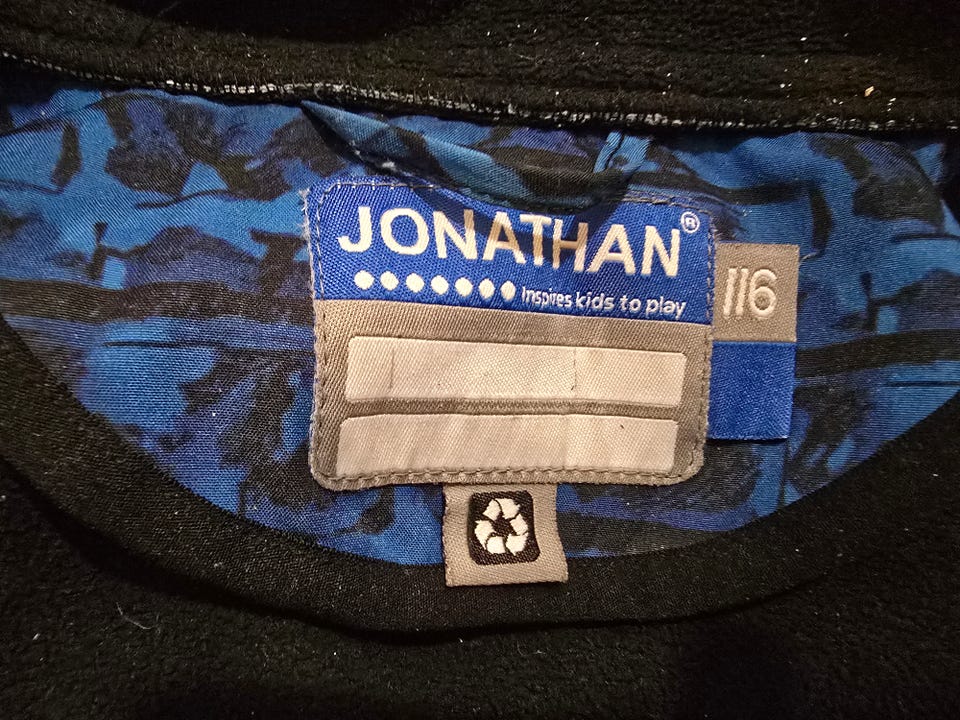 JONATHAN®
Inspires kids to play
116